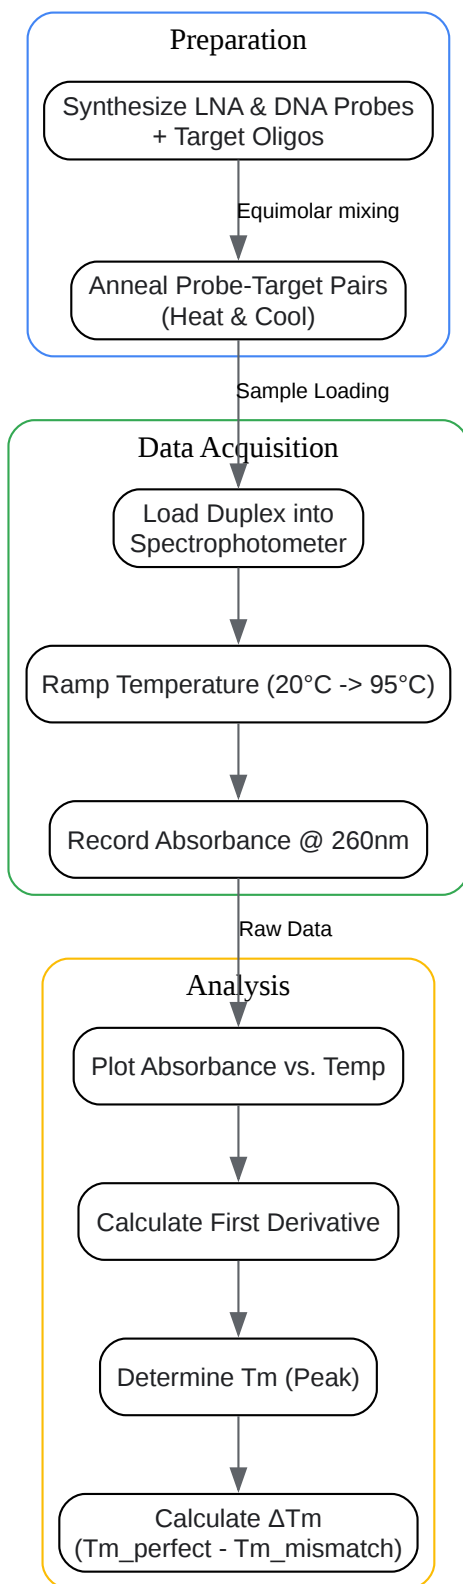 Preparation
Synthesize LNA & DNA Probes
+ Target Oligos
Equimolar mixing
Anneal Probe-Target Pairs
(Heat & Cool)
Sample Loading
Data Acquisition
Load Duplex into
Spectrophotometer
Ramp Temperature (20°C -> 95°C)
Record Absorbance @ 260nm
Raw Data
Analysis
Plot Absorbance vs. Temp
Calculate First Derivative
Determine Tm (Peak)
Calculate ΔTm
(Tm_perfect - Tm_mismatch)